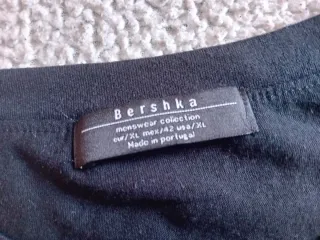 Bershka
menswear collection
eur/XL mex/42 usa/XL
Made in portugal